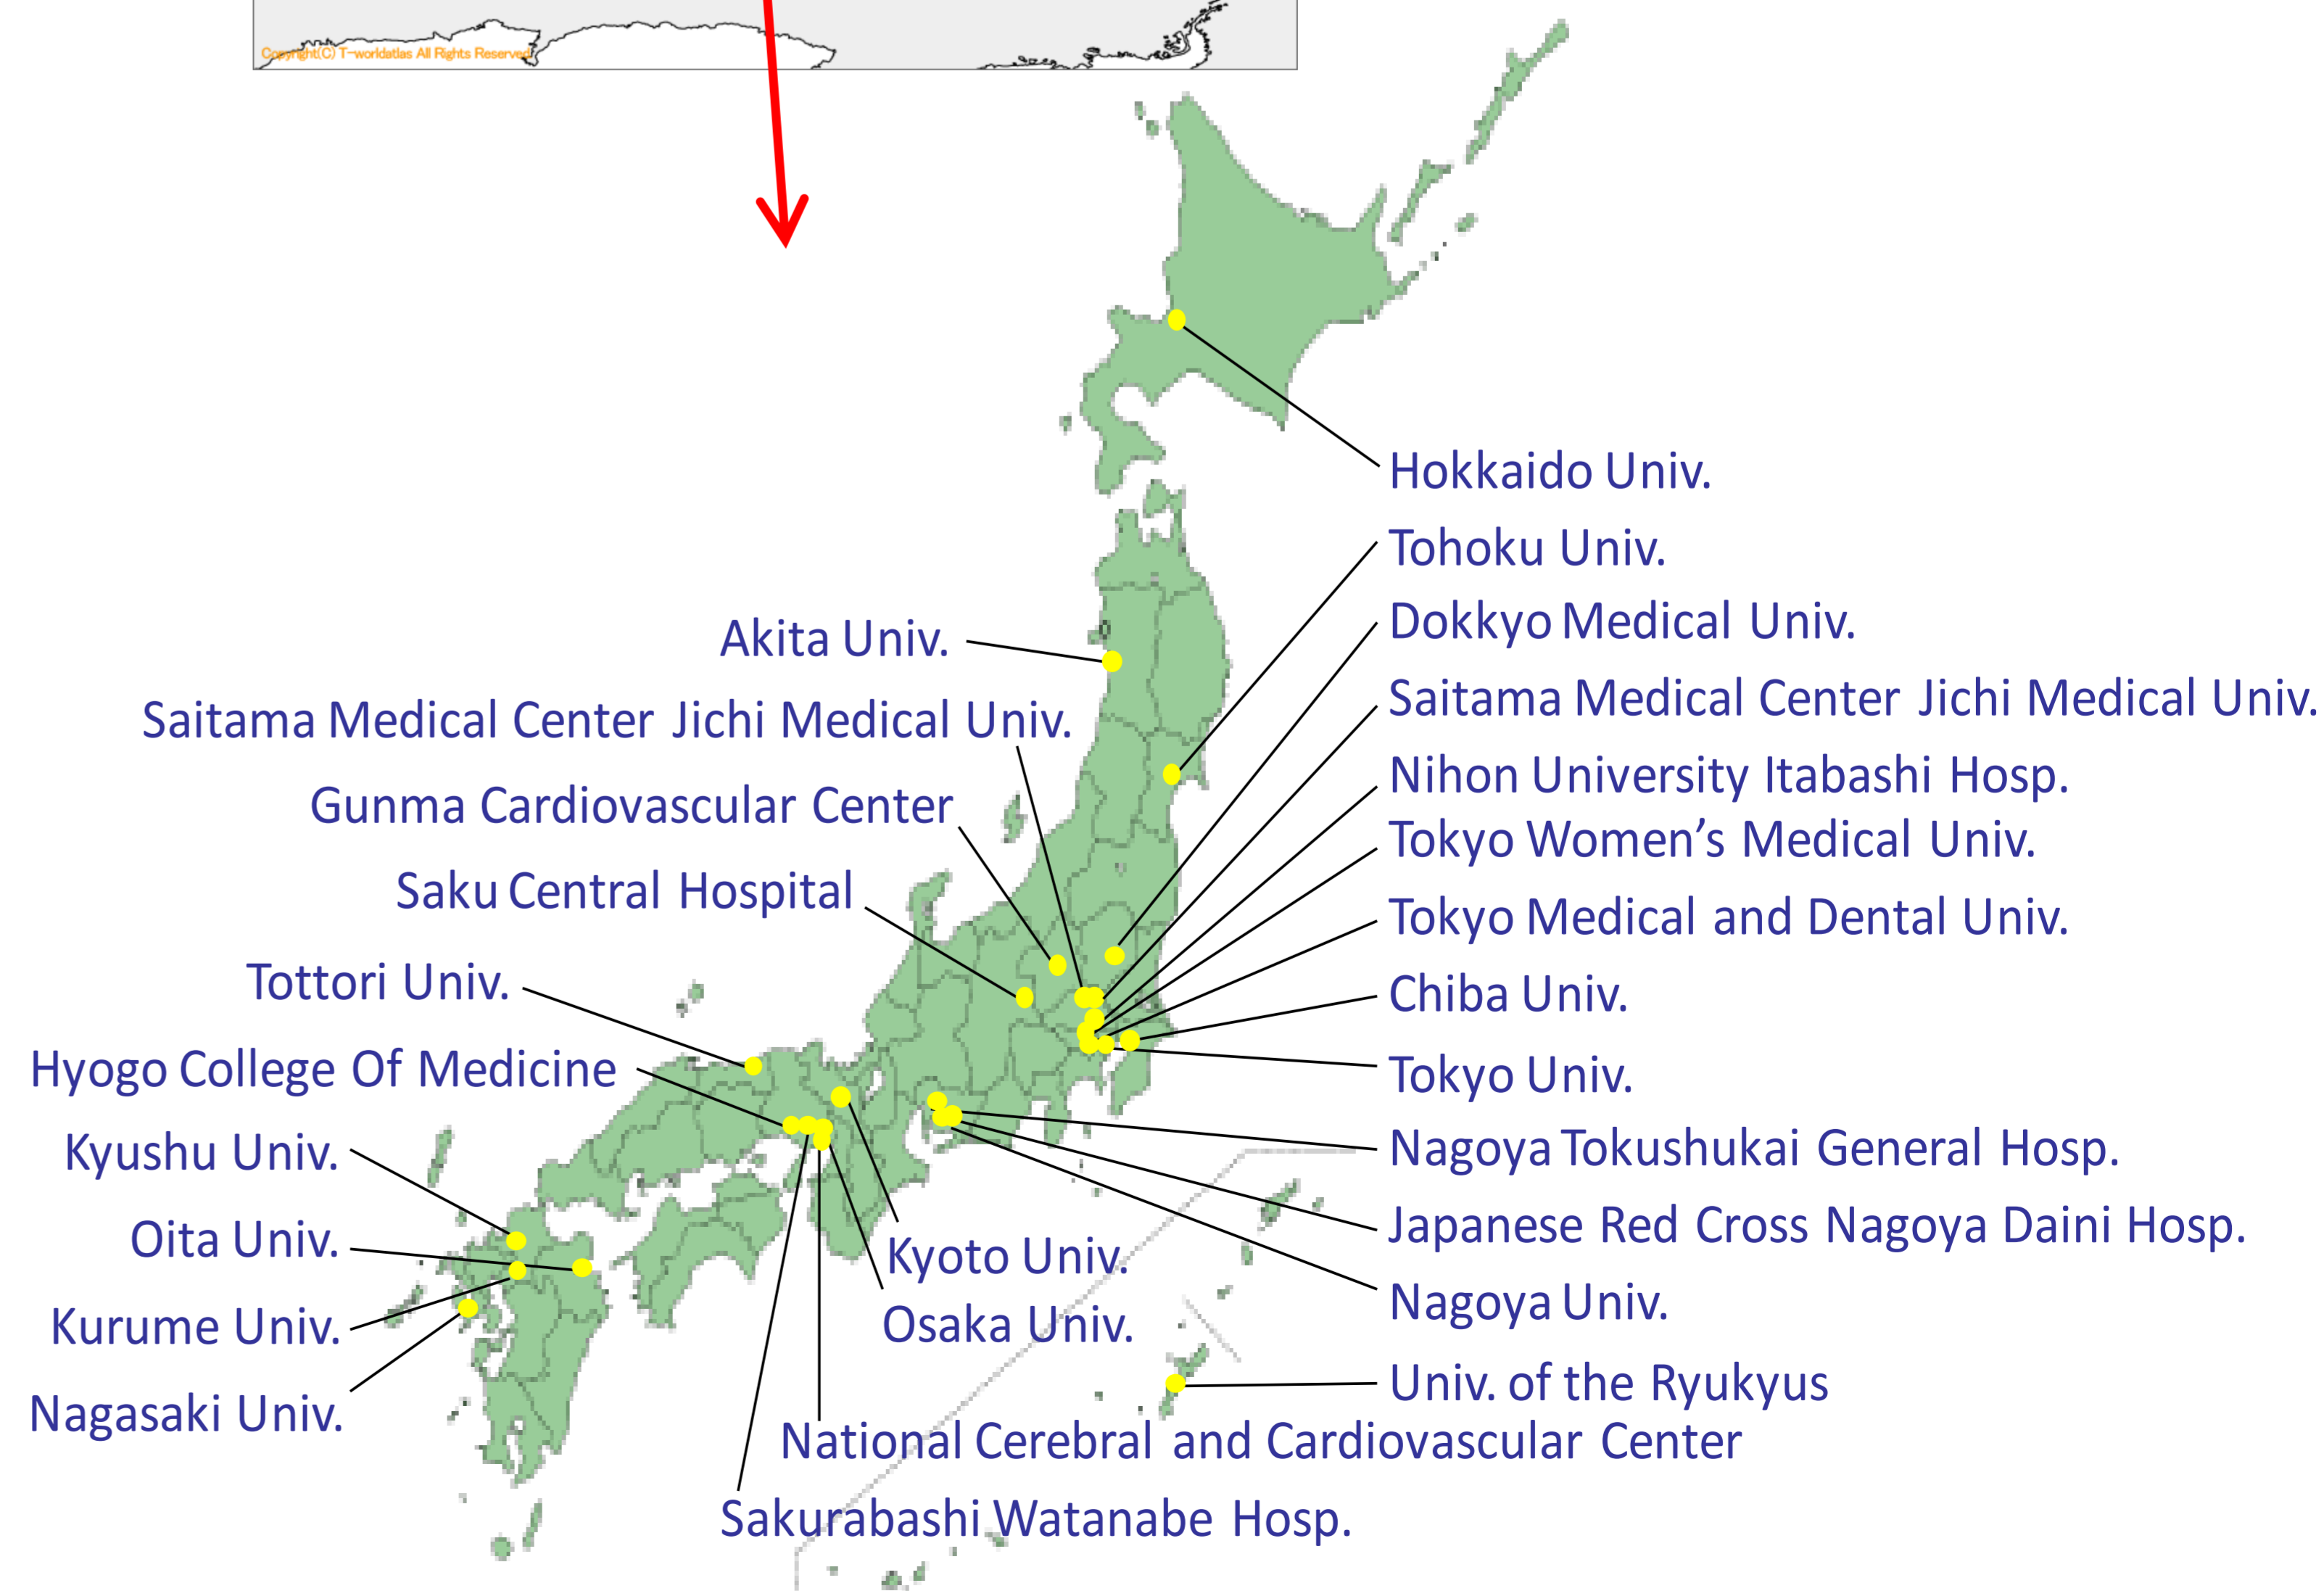 Copyright(C) T-worldatlas All Rights Reserved
Hokkaido Univ.
Tohoku Univ.
Akita Univ.
Dokkyo Medical Univ.
Saitama Medical Center Jichi Medical Univ.
Saitama Medical Center Jichi Medical Univ.
Nihon University Itabashi Hosp.
Gunma Cardiovascular Center
Tokyo Women's Medical Univ.
Saku Central Hospital
Tokyo Medical and Dental Univ.
Tottori Univ.
Chiba Univ.
Hyogo College Of Medicine
Tokyo Univ.
Kyushu Univ.
Nagoya Tokushukai General Hosp.
Oita Univ.
Kyoto Univ.
Japanese Red Cross Nagoya Daini Hosp.
Kurume Univ.
Osaka Univ.
Nagoya Univ.
Nagasaki Univ.
Univ. of the Ryukyus
National Cerebral and Cardiovascular Center
Sakurabashi Watanabe Hosp.